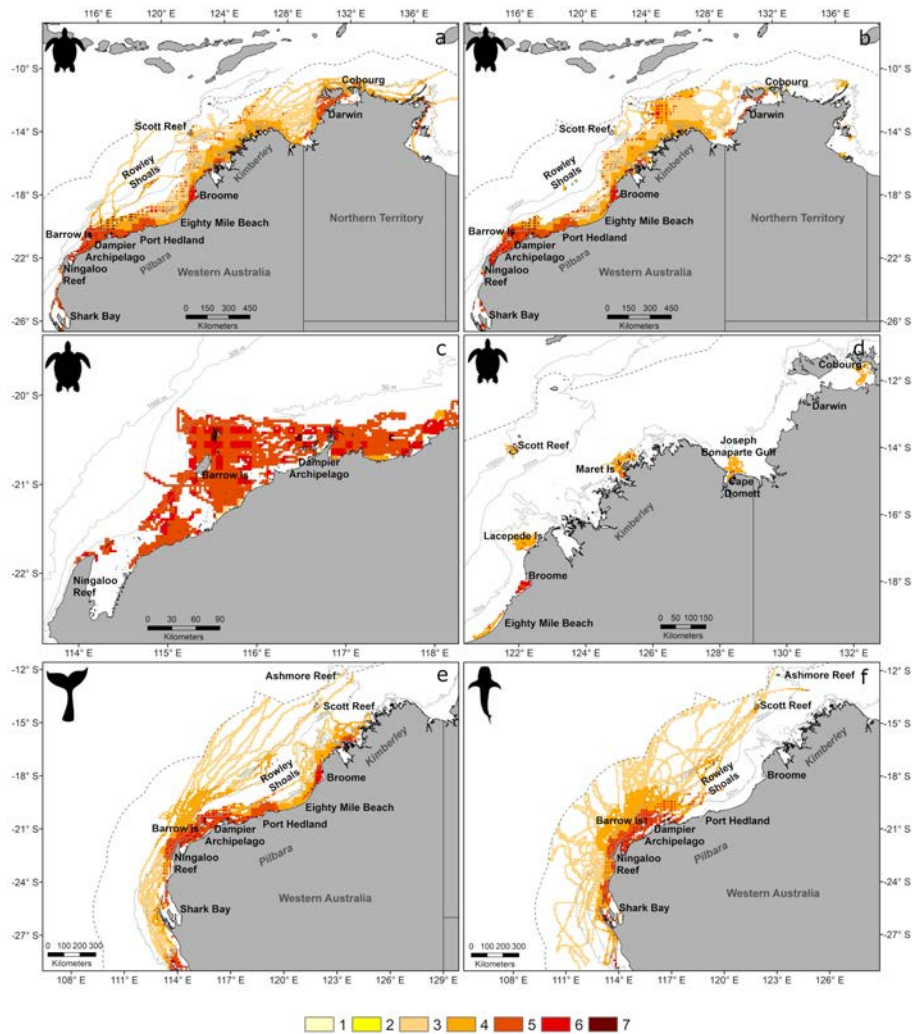 112° E 116° E 120° E 124° E 128° E 132° E 136° E
112° E 116° E 120° E 124° E 128° E 132° E 136° E
a
b
-10° S
-14° S
-18° S
-22° S
-26° S
Cobourg
Darwin
Scott Reef
Rowley
Shoals
Kimberley
Broome
Eighty Mile Beach
Northern Territory
Barrow Is
Dampier
Archipelago
Port Hedland
Pilbara
Ningaloo
Reef
Western Australia
Shark Bay
0 150 300 450
Kilometers
-10° S
-14° S
-18° S
-22° S
-26° S
Cobourg
Darwin
Scott Reef
Rowley
Shoals
Kimberley
Broome
Eighty Mile Beach
Northern Territory
Barrow Is
Dampier
Archipelago
Port Hedland
Pilbara
Ningaloo
Reef
Western Australia
Shark Bay
0 150 300 450
Kilometers
c
200 m
1000 m
50 m
-20° S
-21° S
-22° S
Barrow Is
Dampier
Archipelago
Ningaloo
Reef
0 30 60 90
Kilometers
114° E 115° E 116° E 117° E 118° E
d
Cobourg
-12° S
-14° S
-16° S
-18° S
Darwin
Scott Reef
Joseph
Bonaparte Gulf
Maret Is
Cape
Domett
Lacepede Is
Kimberley
Broome
Eighty Mile Beach
0 50 100 150
Kilometers
122° E 124° E 126° E 128° E 130° E 132° E
e
-12° S
-15° S
-18° S
-21° S
-24° S
-27° S
Ashmore Reef
Scott Reef
Kimberley
Rowley
Shoals
Broome
Eighty Mile Beach
Barrow Is
Dampier
Archipelago
Port Hedland
Pilbara
Ningaloo
Reef
Western Australia
Shark Bay
0 100 200 300
Kilometers
108° E 111° E 114° E 117° E 120° E 123° E 126° E 129° E
f
-12° S
-15° S
-18° S
-21° S
-24° S
-27° S
Ashmore Reef
Scott Reef
Kimberley
Rowley
Shoals
Broome
Barrow Is
Dampier
Archipelago
Port Hedland
Pilbara
Ningaloo
Reef
Western Australia
Shark Bay
0 100 200 300
Kilometers
108° E 111° E 114° E 117° E 120° E 123° E 126° E
1 2 3 4 5 6 7